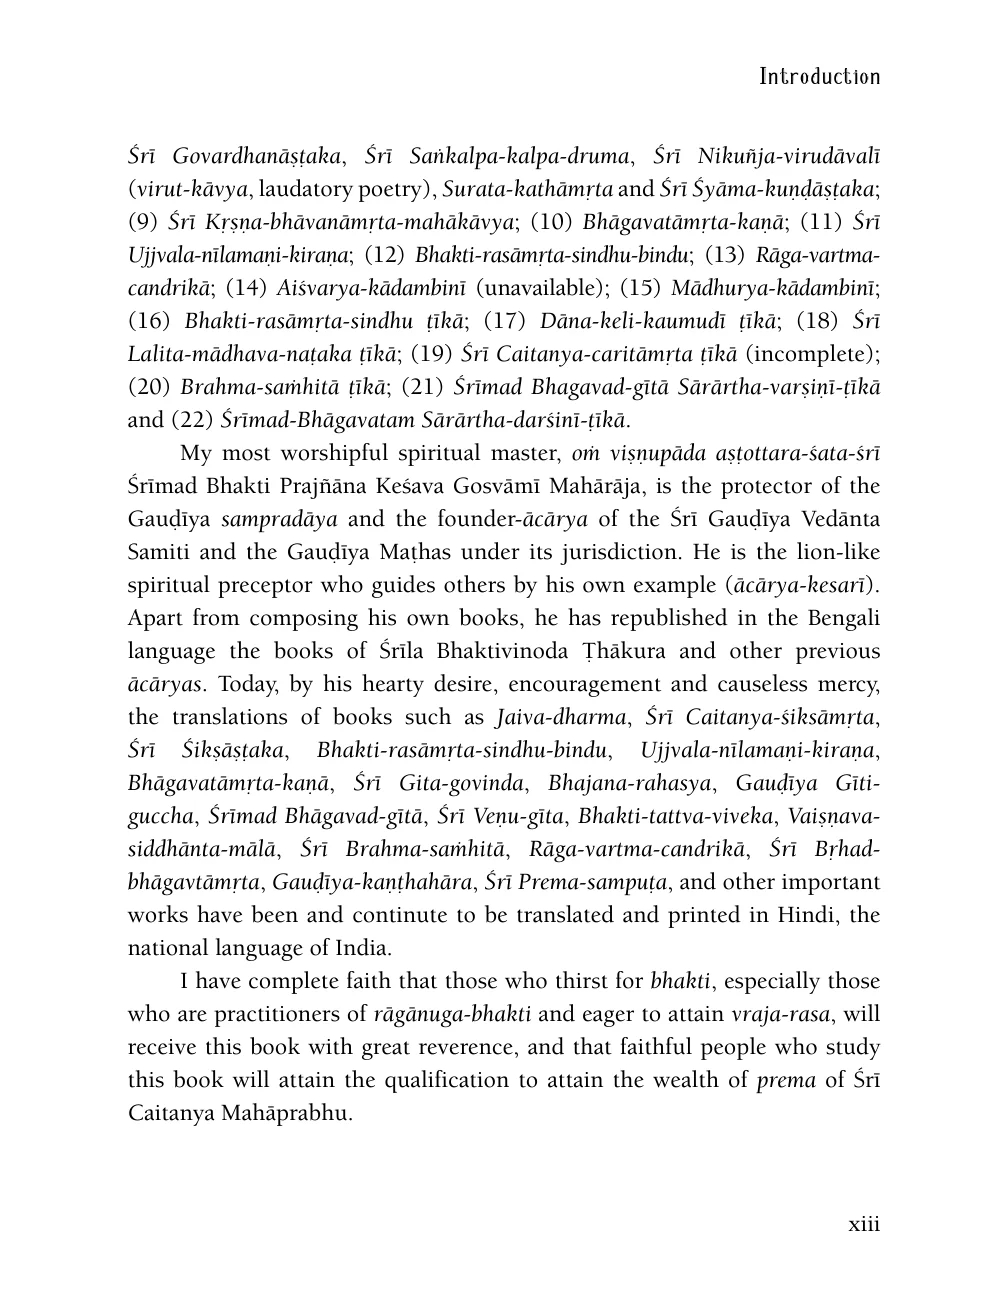 Introduction
Śrī Govardhanāṣṭaka, Śrī Saṅkalpa-kalpa-druma, Śrī Nikuñja-virudāvalī
(virut-kāvya, laudatory poetry), Surata-kathāmṛta and Śrī Śyāma-kuṇḍāṣṭaka;
(9) Śrī Kṛṣṇa-bhāvanāmṛta-mahākāvya; (10) Bhāgavatāmṛta-kaṇā; (11) Śrī
Ujjvala-nīlamaṇi-kiraṇa; (12) Bhakti-rasāmṛta-sindhu-bindu; (13) Rāga-vartma-
candrikā; (14) Aiśvarya-kādambinī (unavailable); (15) Mādhurya-kādambinī;
(16) Bhakti-rasāmṛta-sindhu ṭīkā; (17) Dāna-keli-kaumudī ṭīkā; (18) Śrī
Lalita-mādhava-naṭaka ṭīkā; (19) Śrī Caitanya-caritāmṛta ṭīkā (incomplete);
(20) Brahma-saṁhitā ṭīkā; (21) Śrīmad Bhagavad-gītā Sārārtha-varṣiṇī-ṭīkā
and (22) Śrīmad-Bhāgavatam Sārārtha-darśinī-ṭīkā.
My most worshipful spiritual master, oṁ viṣṇupāda aṣṭottara-śata-śrī
Śrīmad Bhakti Prajñāna Keśava Gosvāmī Mahārāja, is the protector of the
Gauḍīya sampradāya and the founder-ācārya of the Śrī Gauḍīya Vedānta
Samiti and the Gauḍīya Maṭhas under its jurisdiction. He is the lion-like
spiritual preceptor who guides others by his own example (ācārya-kesarī).
Apart from composing his own books, he has republished in the Bengali
language the books of Śrīla Bhaktivinoda Ṭhākura and other previous
ācāryas. Today, by his hearty desire, encouragement and causeless mercy,
the translations of books such as Jaiva-dharma, Śrī Caitanya-śiksāmṛta,
Śrī Śikṣāṣṭaka, Bhakti-rasāmṛta-sindhu-bindu, Ujjvala-nīlamaṇi-kiraṇa,
Bhāgavatāmṛta-kaṇā, Śrī Gita-govinda, Bhajana-rahasya, Gauḍīya Gīti-
guccha, Śrīmad Bhāgavad-gītā, Śrī Veṇu-gīta, Bhakti-tattva-viveka, Vaiṣṇava-
siddhānta-mālā, Śrī Brahma-saṁhitā, Rāga-vartma-candrikā, Śrī Bṛhad-
bhāgavtāmṛta, Gauḍīya-kaṇṭhahāra, Śrī Prema-sampuṭa, and other important
works have been and continute to be translated and printed in Hindi, the
national language of India.
I have complete faith that those who thirst for bhakti, especially those
who are practitioners of rāgānuga-bhakti and eager to attain vraja-rasa, will
receive this book with great reverence, and that faithful people who study
this book will attain the qualification to attain the wealth of prema of Śrī
Caitanya Mahāprabhu.
xiii